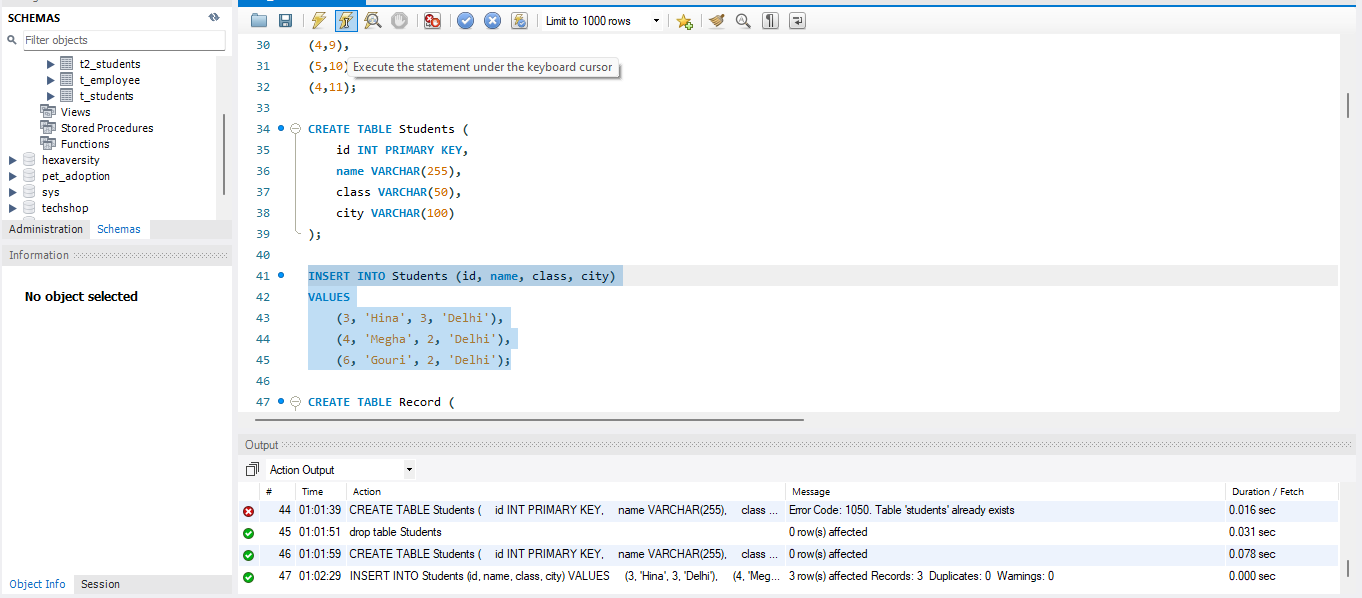 SCHEMAS
Filter objects
t2_students
t_employee
t_students
Views
Stored Procedures
Functions
hexaversity
pet_adoption
sys
techshop
Administration Schemas
Information
No object selected
Object Info Session
Limit to 1000 rows
30 (4,9),
31 (5,10)
Execute the statement under the keyboard cursor
32 (4,11);
33
34 CREATE TABLE Students (
35 id INT PRIMARY KEY,
36 name VARCHAR(255),
37 class VARCHAR(50),
38 city VARCHAR(100)
39 );
40
41 INSERT INTO Students (id, name, class, city)
42 VALUES
43 (3, 'Hina', 3, 'Delhi'),
44 (4, 'Megha', 2, 'Delhi'),
45 (6, 'Gouri', 2, 'Delhi');
46
47 CREATE TABLE Record (
Output
Action Output
# Time Action Message Duration / Fetch
44 01:01:39 CREATE TABLE Students ( id INT PRIMARY KEY, name VARCHAR(255), class ... Error Code: 1050. Table 'students' already exists 0.016 sec
45 01:01:51 drop table Students 0 row(s) affected 0.031 sec
46 01:01:59 CREATE TABLE Students ( id INT PRIMARY KEY, name VARCHAR(255), class ... 0 row(s) affected 0.078 sec
47 01:02:29 INSERT INTO Students (id, name, class, city) VALUES (3, 'Hina', 3, 'Delhi'), (4, 'Meg... 3 row(s) affected Records: 3 Duplicates: 0 Warnings: 0 0.000 sec